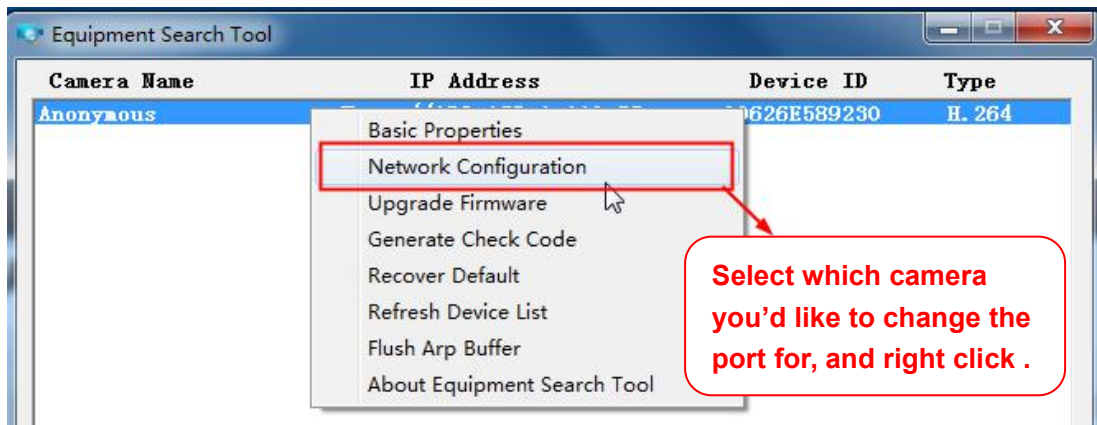 Equipment Search Tool
Camera Name IP Address Device ID Type
Anonymous 0626E589230 H.264
Basic Properties
Network Configuration
Upgrade Firmware
Generate Check Code
Recover Default
Refresh Device List
Flush Arp Buffer
About Equipment Search Tool
Select which camera
you’d like to change the
port for, and right click .